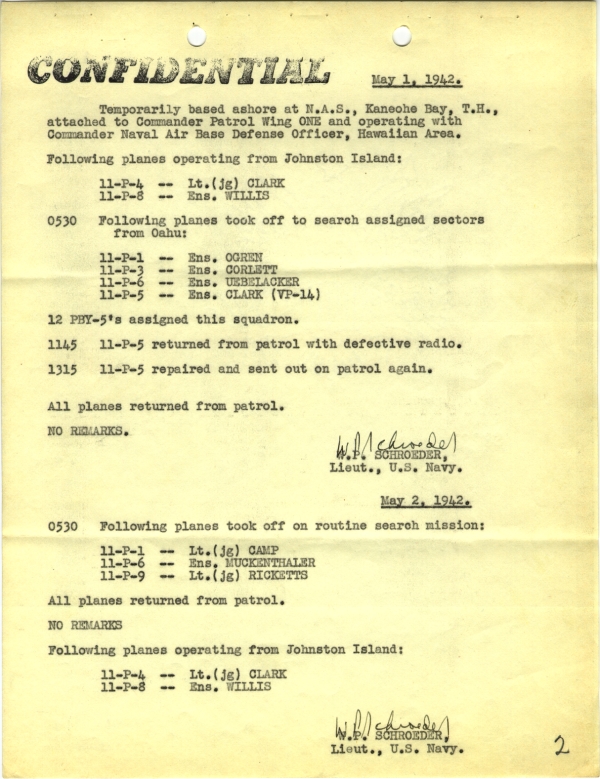 CONFIDENTIAL
May 1, 1942.
Temporarily based ashore at N.A.S., Kaneohe Bay, T.H.,
attached to Commander Patrol Wing ONE and operating with
Commander Naval Air Base Defense Officer, Hawaiian Area.
Following planes operating from Johnston Island:
11-P-4 -- Lt.(jg) CLARK
11-P-8 -- Ens. WILLIS
0530 Following planes took off to search assigned sectors
from Oahu:
11-P-1 -- Ens. OGREN
11-P-3 -- Ens. CORLETT
11-P-6 -- Ens. UEBELACKER
11-P-5 -- Ens. CLARK (VP-14)
12 PBY-5's assigned this squadron.
1145 11-P-5 returned from patrol with defective radio.
1315 11-P-5 repaired and sent out on patrol again.
All planes returned from patrol.
NO REMARKS.
W.P. Schroeder
W.P. SCHROEDER,
Lieut., U.S. Navy.
May 2, 1942.
0530 Following planes took off on routine search mission:
11-P-1 -- Lt.(jg) CAMP
11-P-6 -- Ens. MUCKENTHALER
11-P-9 -- Lt.(jg) RICKETTS
All planes returned from patrol.
NO REMARKS
Following planes operating from Johnston Island:
11-P-4 -- Lt.(jg) CLARK
11-P-8 -- Ens. WILLIS
W.P. Schroeder
W.P. SCHROEDER,
Lieut., U.S. Navy.
2